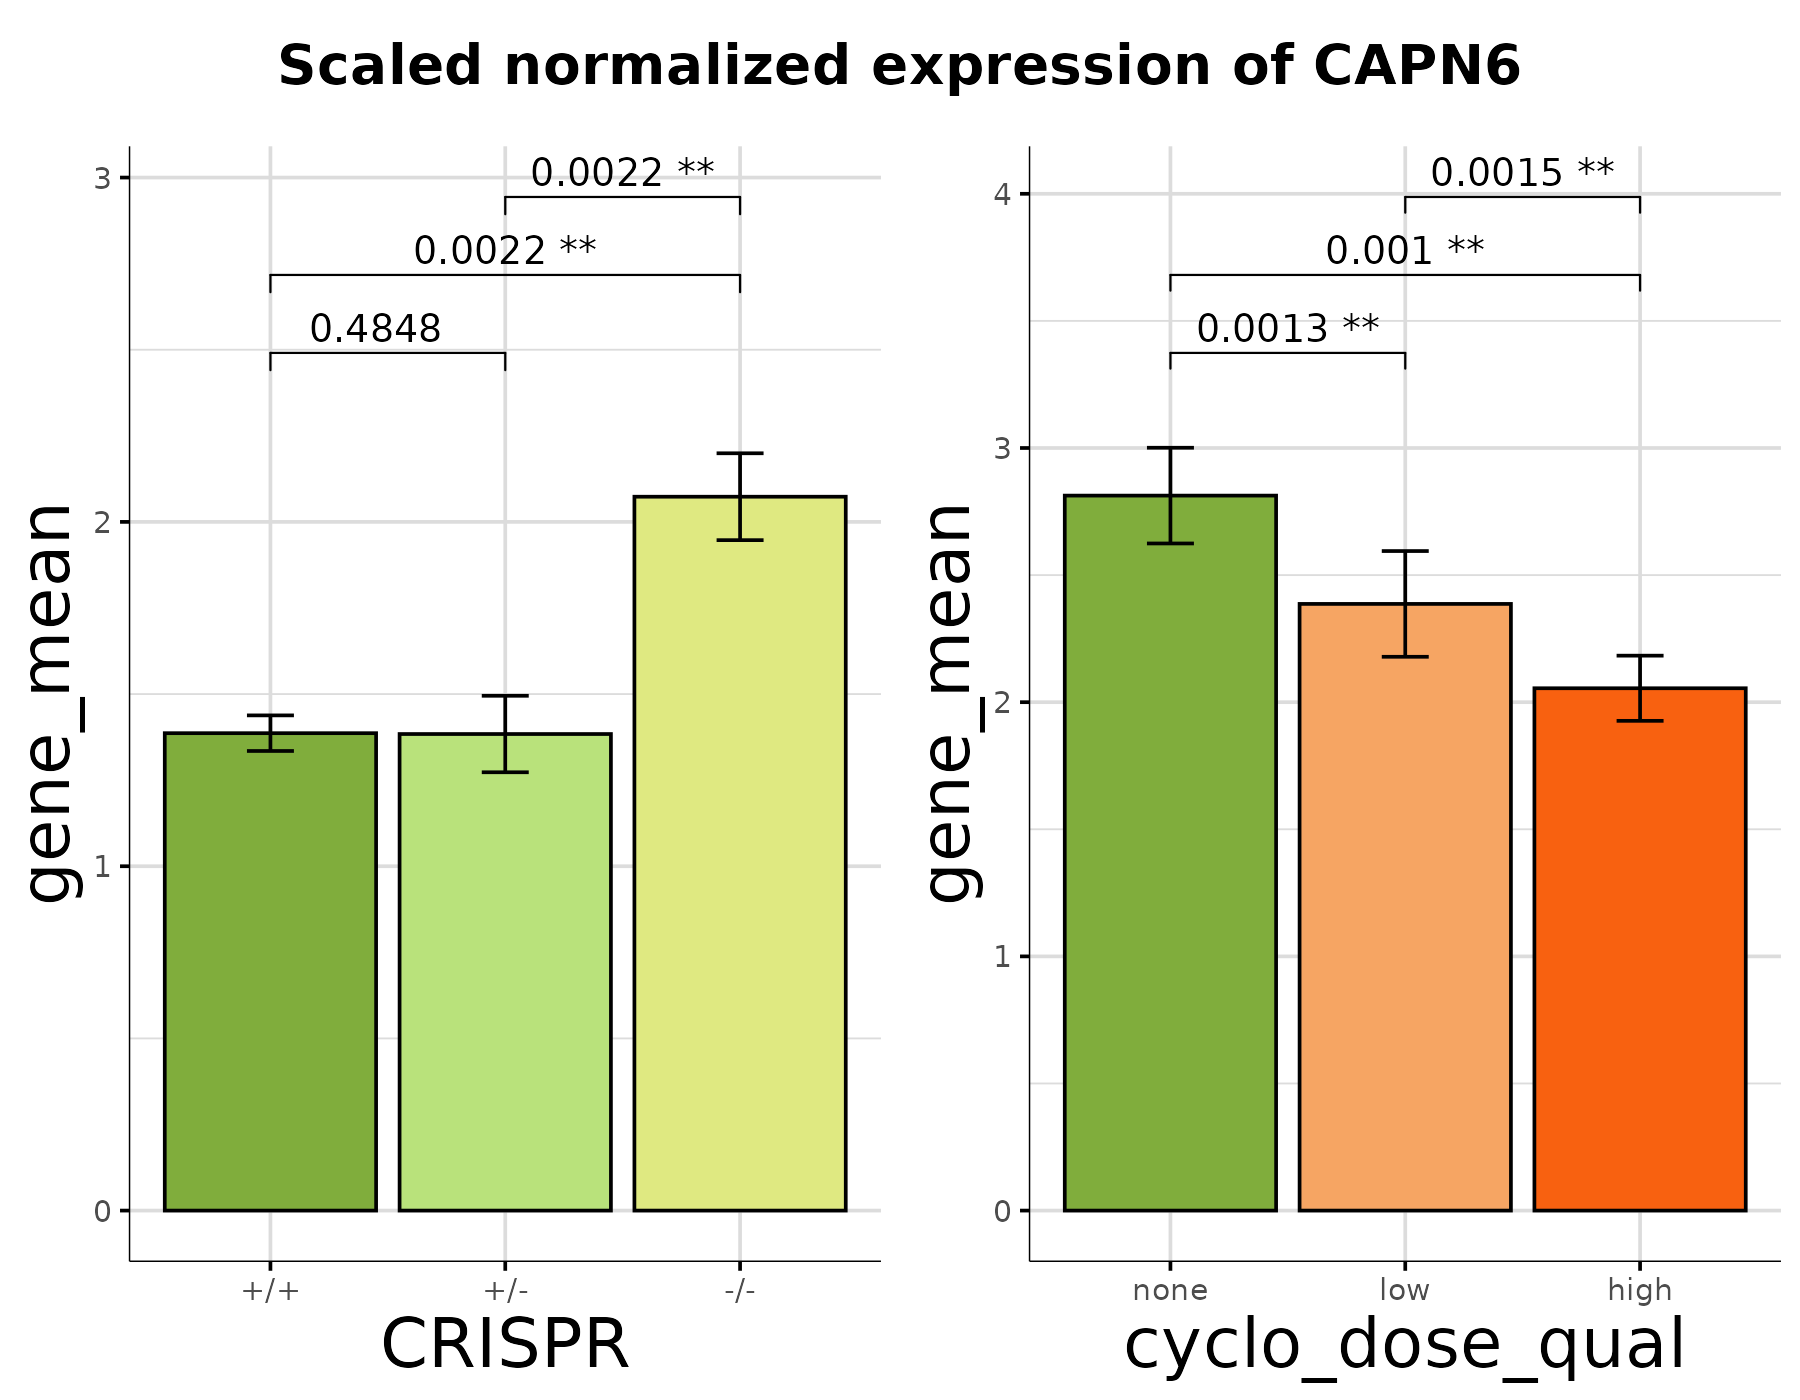 Scaled normalized expression of CAPN6
gene_mean
3
2
1
0
0.0022 **
0.0022 **
0.4848
+/+
+/-
-/-
CRISPR
gene_mean
4
3
2
1
0
0.0015 **
0.001 **
0.0013 **
none
low
high
cyclo_dose_qual